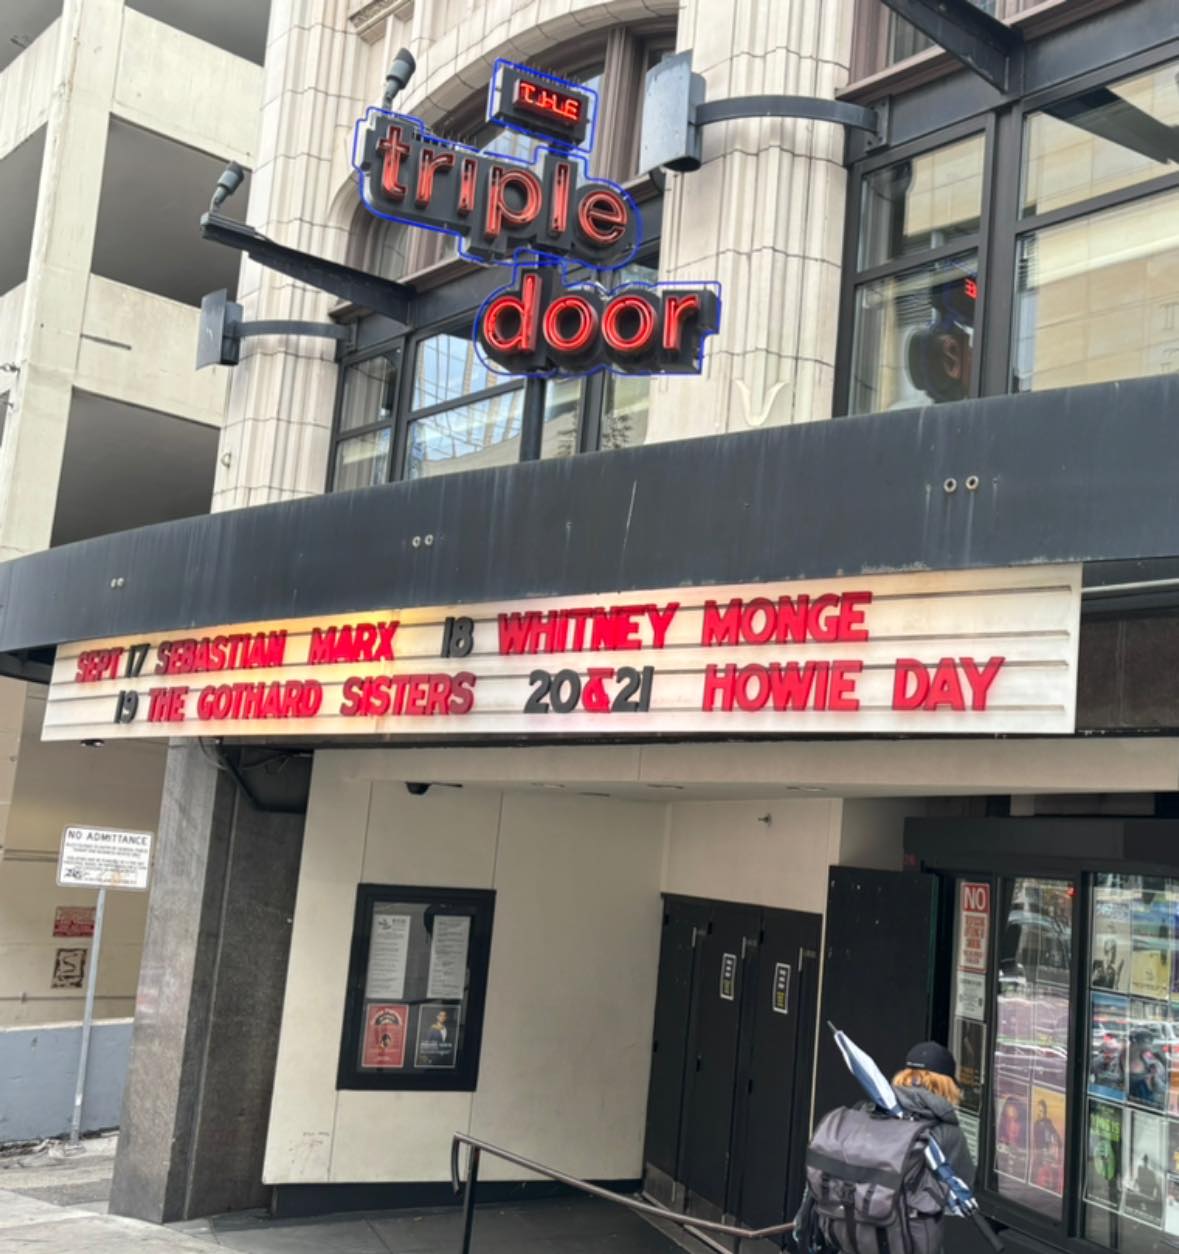 THE
triple
door
SEPT 17 SEBASTIAN MARX 18 WHITNEY MONGE
19 THE GOTHARD SISTERS 20&21 HOWIE DAY
NO ADMITTANCE
NO